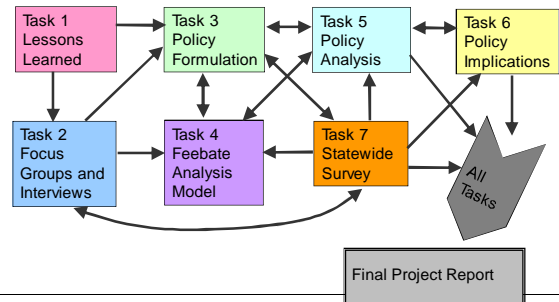 Task 1
Lessons
Learned
Task 3
Policy
Formulation
Task 5
Policy
Analysis
Task 6
Policy
Implications
Task 2
Focus
Groups and
Interviews
Task 4
Feebate
Analysis
Model
Task 7
Statewide
Survey
All
Tasks
Final Project Report